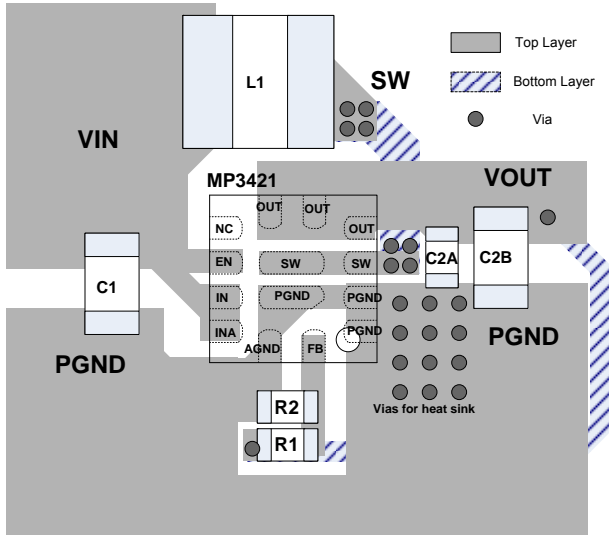 L1
SW
Top Layer
Bottom Layer
Via
VIN
MP3421
VOUT
OUT
OUT
NC
OUT
EN
SW
SW
C2A
C2B
C1
IN
PGND
PGND
INA
PGND
PGND
PGND
AGND
FB
R2
Vias for heat sink
R1